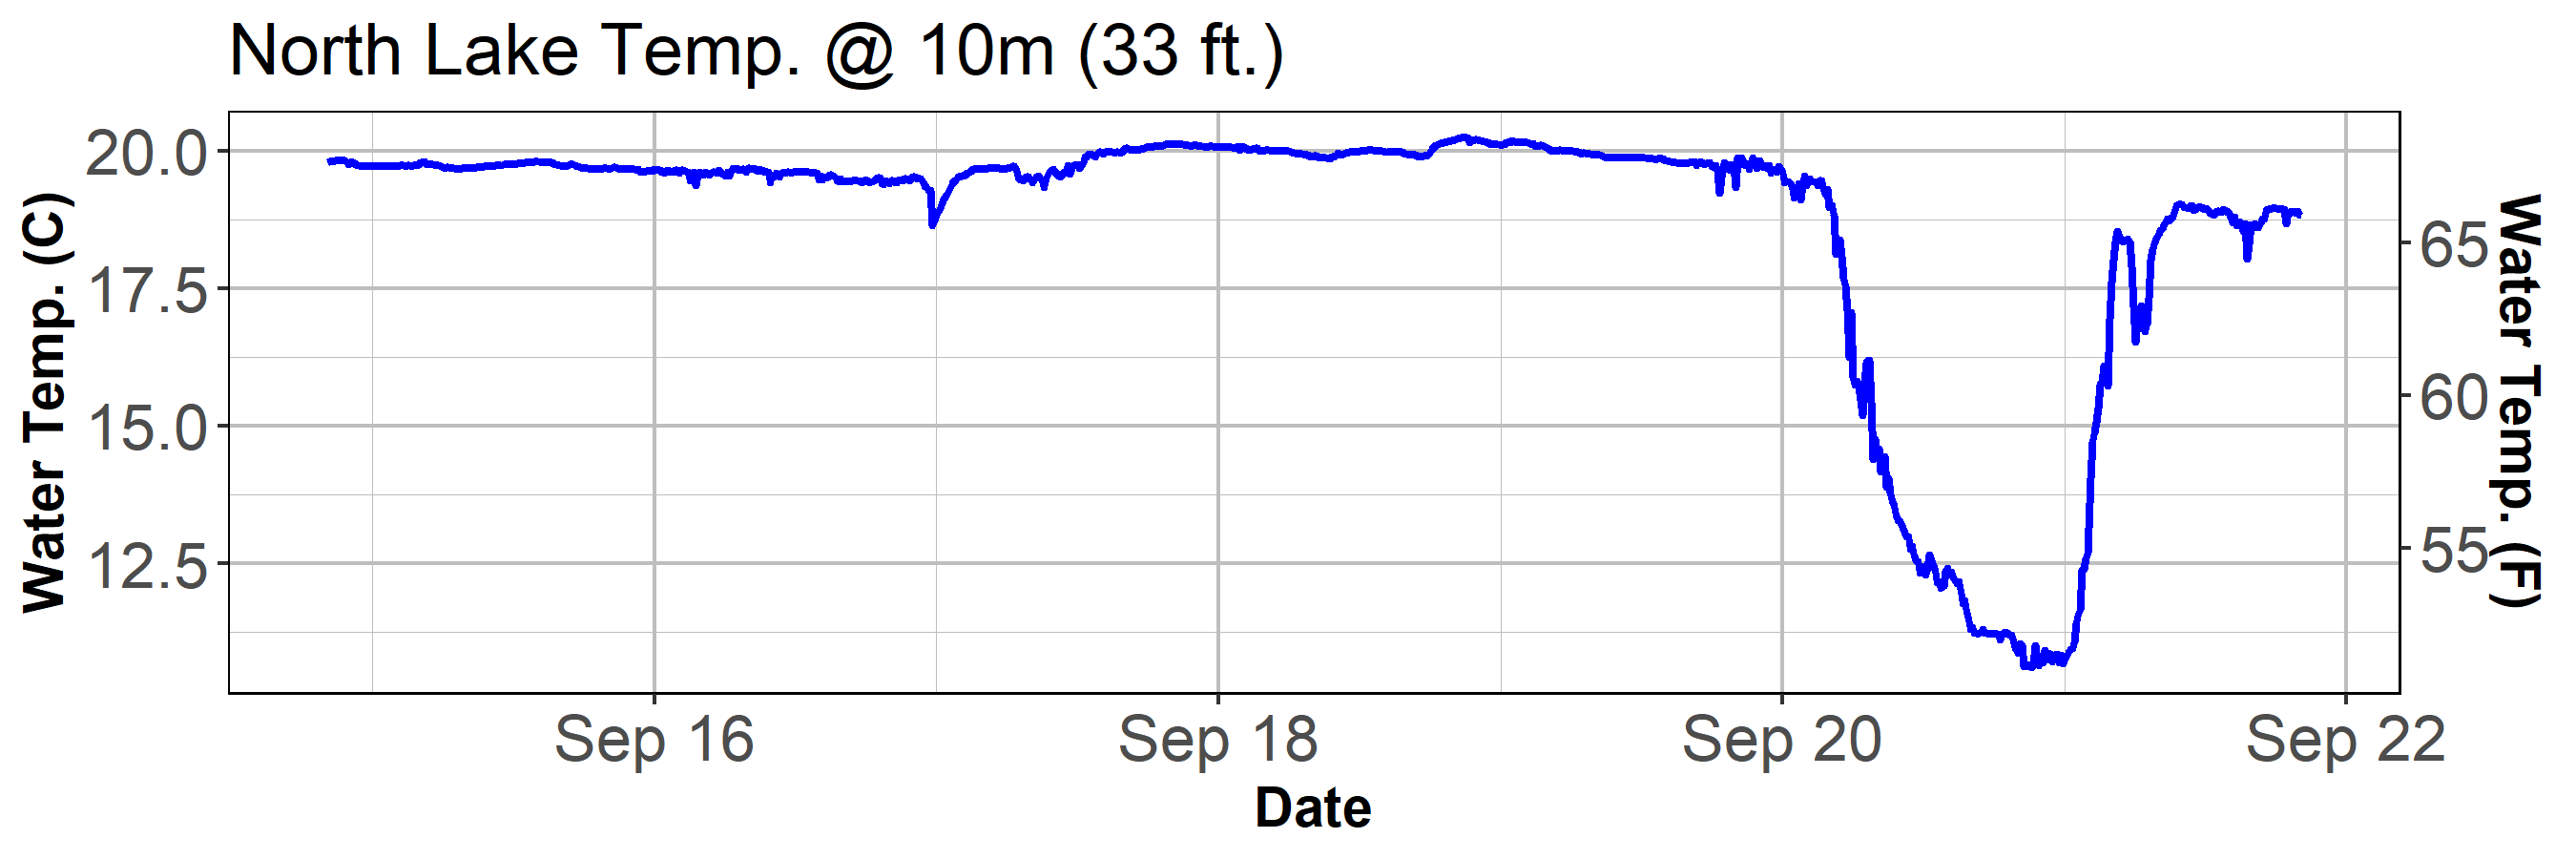 North Lake Temp. @ 10m (33 ft.)
Water Temp. (C)
20.0
17.5
15.0
12.5
65
60
55
Water Temp. (F)
Sep 16 Sep 18 Sep 20 Sep 22
Date